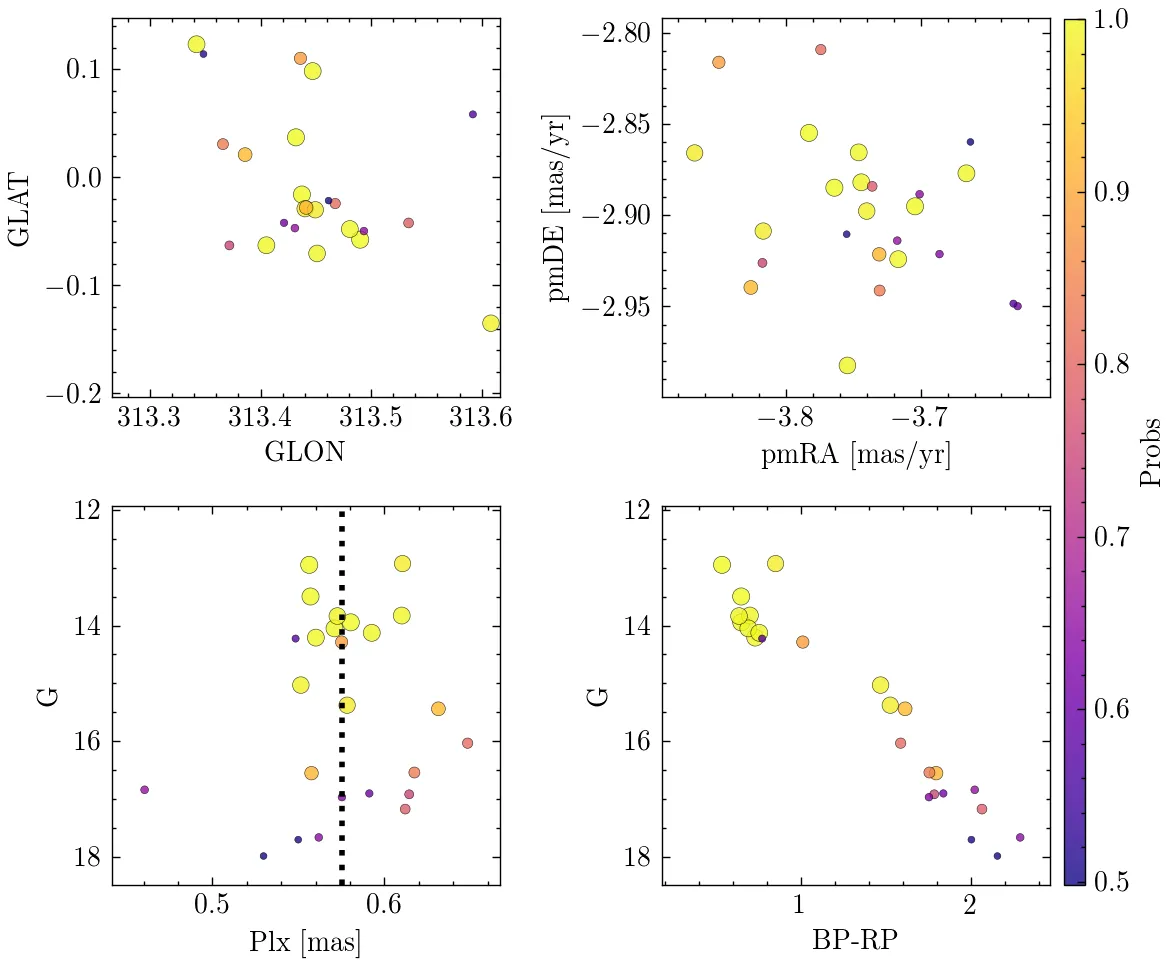 0.1
0.0
−0.1
−0.2
GLAT
313.3 313.4 313.5 313.6
GLON
−2.80
−2.85
−2.90
−2.95
pmDE [mas/yr]
−3.8 −3.7
pmRA [mas/yr]
12
14
16
18
G
0.5 0.6
Plx [mas]
12
14
16
18
G
1 2
BP-RP
1.0
0.9
0.8
0.7
0.6
0.5
Probs